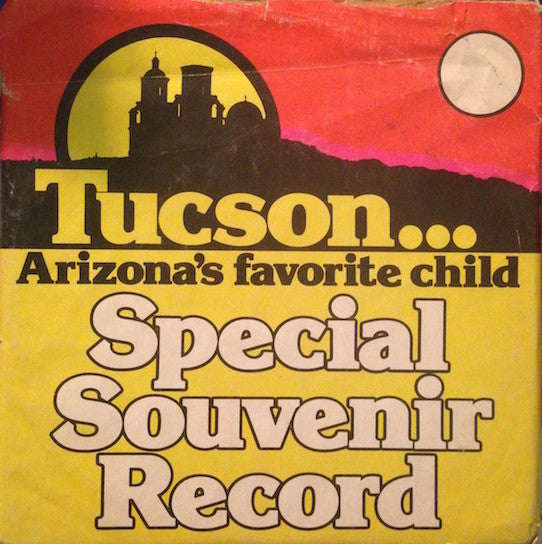 Tucson...
Arizona's favorite child
Special
Souvenir
Record